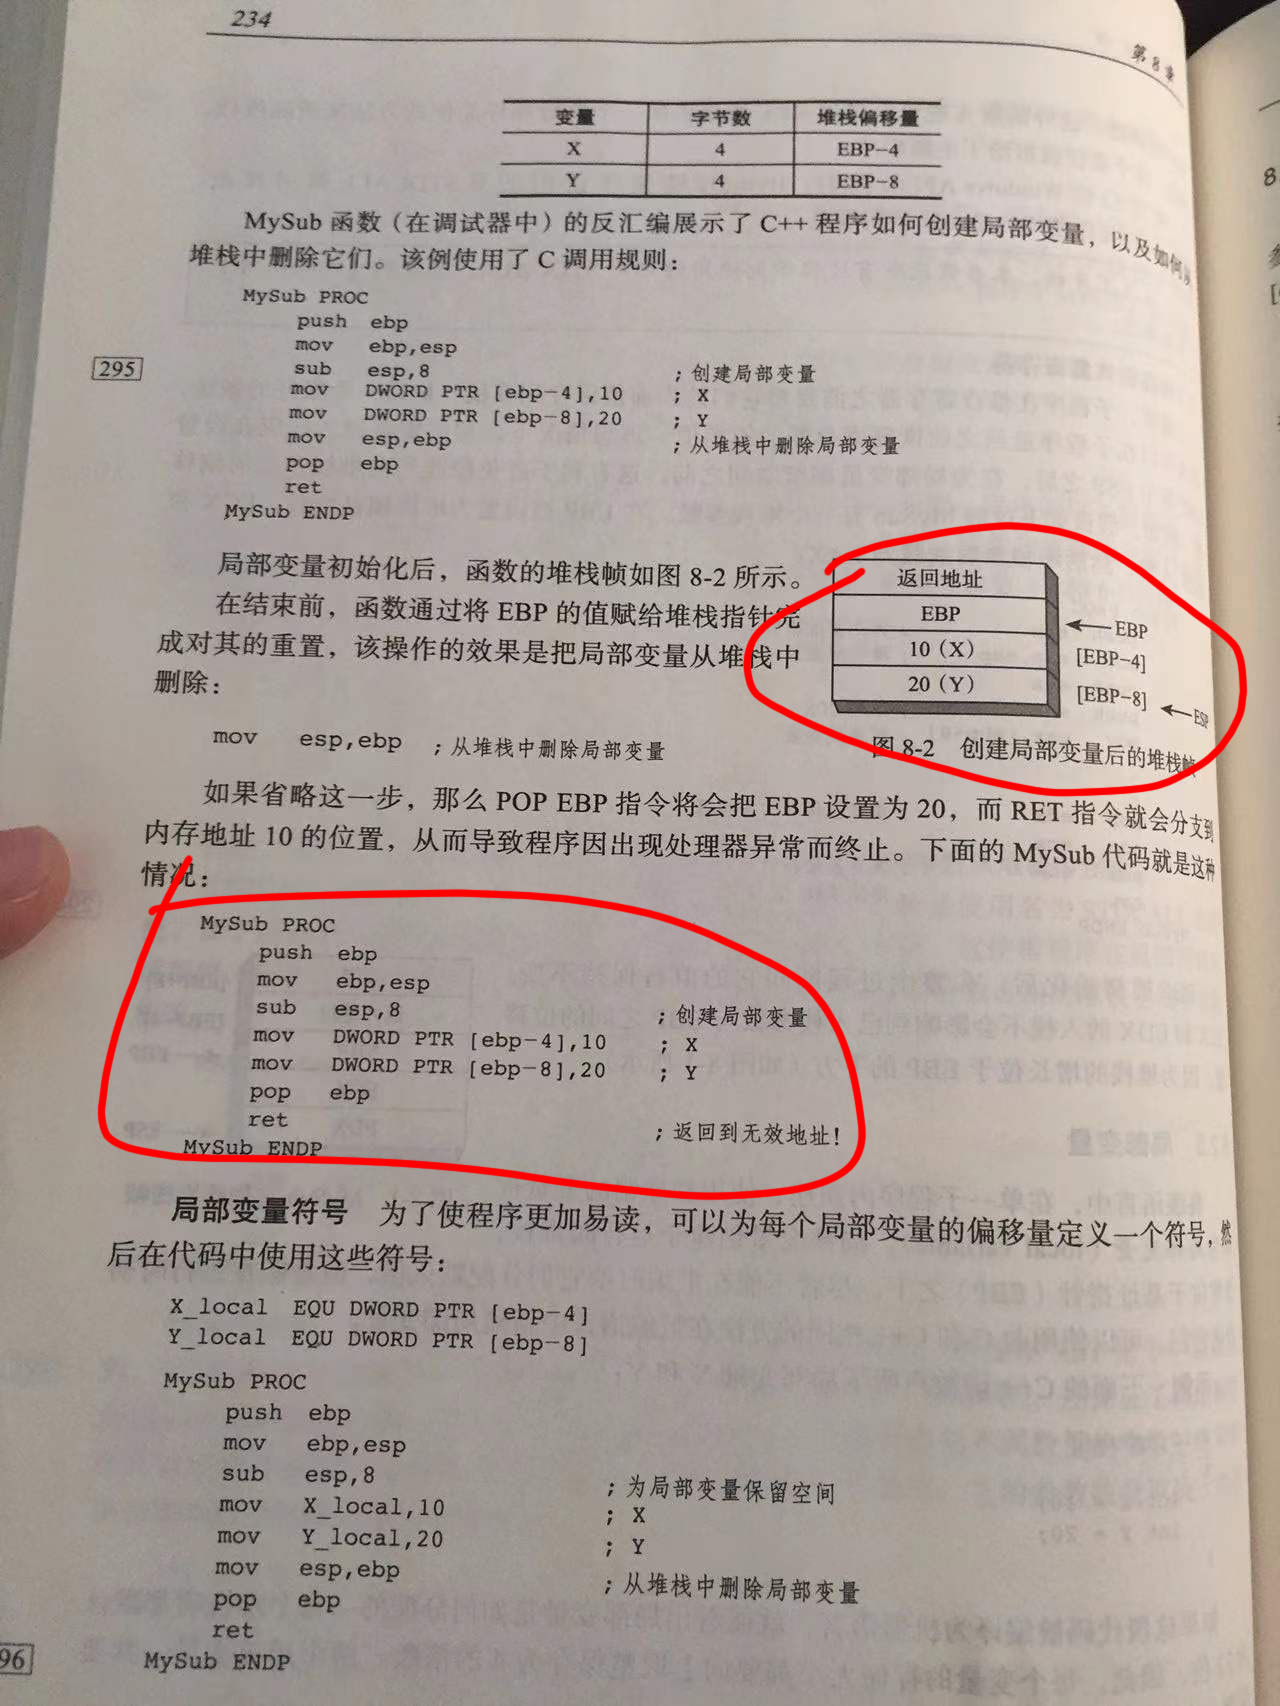 234
第 8 章
变量 字节数 堆栈偏移量
X 4 EBP-4
Y 4 EBP-8
MySub 函数（在调试器中）的反汇编展示了 C++ 程序如何创建局部变量，以及如何从
堆栈中删除它们。该例使用了 C 调用规则：
MySub PROC
push ebp
mov ebp,esp
295
sub esp,8 ；创建局部变量
mov DWORD PTR [ebp-4],10 ; X
mov DWORD PTR [ebp-8],20 ; Y
mov esp,ebp ；从堆栈中删除局部变量
pop ebp
ret
MySub ENDP
局部变量初始化后，函数的堆栈帧如图 8-2 所示。
在结束前，函数通过将 EBP 的值赋给堆栈指针完
成对其的重置，该操作的效果是把局部变量从堆栈中
删除：
mov esp,ebp ；从堆栈中删除局部变量
返回地址
EBP ←EBP
10（X） [EBP-4]
20（Y） [EBP-8] ←ESP
图 8-2 创建局部变量后的堆栈帧
如果省略这一步，那么 POP EBP 指令将会把 EBP 设置为 20，而 RET 指令就会分支到
内存地址 10 的位置，从而导致程序因出现处理器异常而终止。下面的 MySub 代码就是这种
情况：
MySub PROC
push ebp
mov ebp,esp
sub esp,8 ；创建局部变量
mov DWORD PTR [ebp-4],10 ; X
mov DWORD PTR [ebp-8],20 ; Y
pop ebp
ret ；返回到无效地址！
MySub ENDP
局部变量符号 为了使程序更加易读，可以为每个局部变量的偏移量定义一个符号，然
后在代码中使用这些符号：
X_local EQU DWORD PTR [ebp-4]
Y_local EQU DWORD PTR [ebp-8]
MySub PROC
push ebp
mov ebp,esp
sub esp,8 ；为局部变量保留空间
mov X_local,10 ; X
mov Y_local,20 ; Y
mov esp,ebp ；从堆栈中删除局部变量
pop ebp
ret
MySub ENDP
96
8